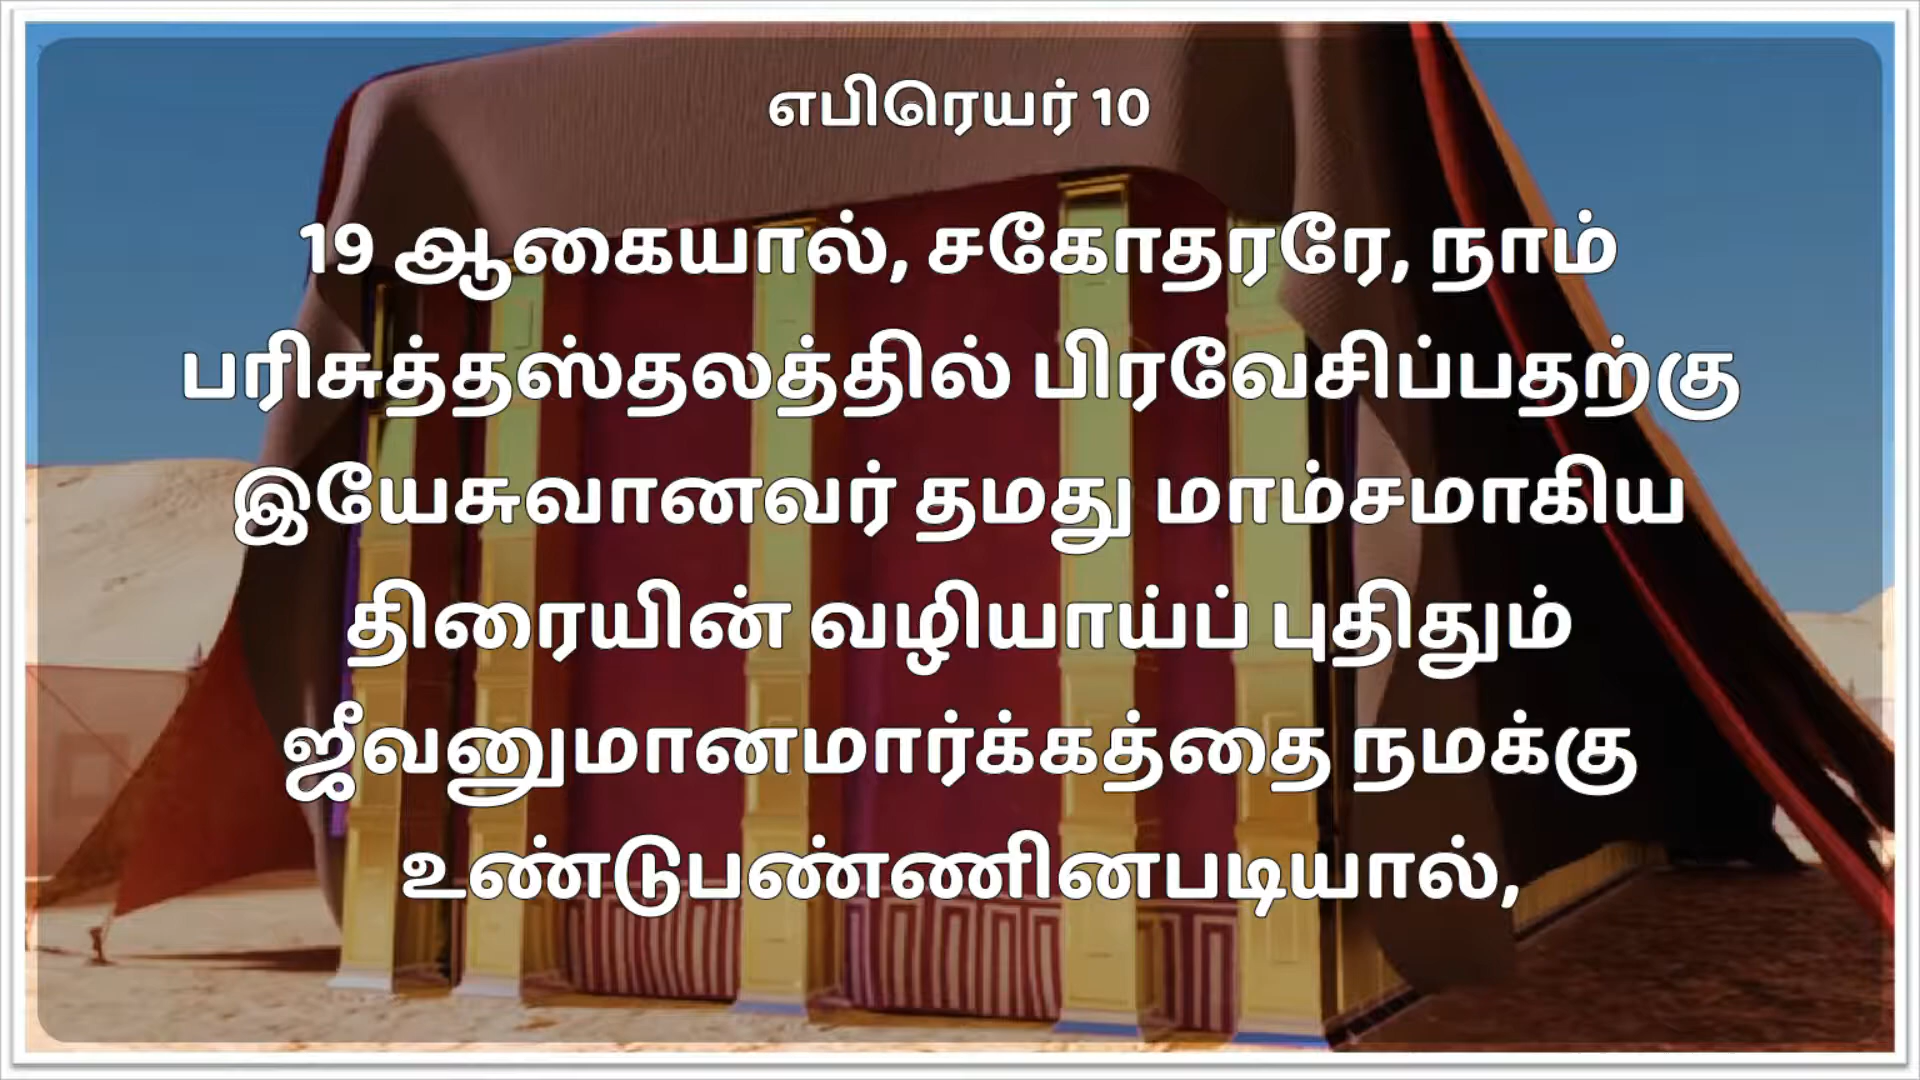 எபிரெயர் 10
19 ஆகையால், சகோதரரே, நாம்
பரிசுத்தஸ்தலத்தில் பிரவேசிப்பதற்கு
இயேசுவானவர் தமது மாம்சமாகிய
திரையின் வழியாய்ப் புதிதும்
ஜீவனுமானமார்க்கத்தை நமக்கு
உண்டுபண்ணினபடியால்,